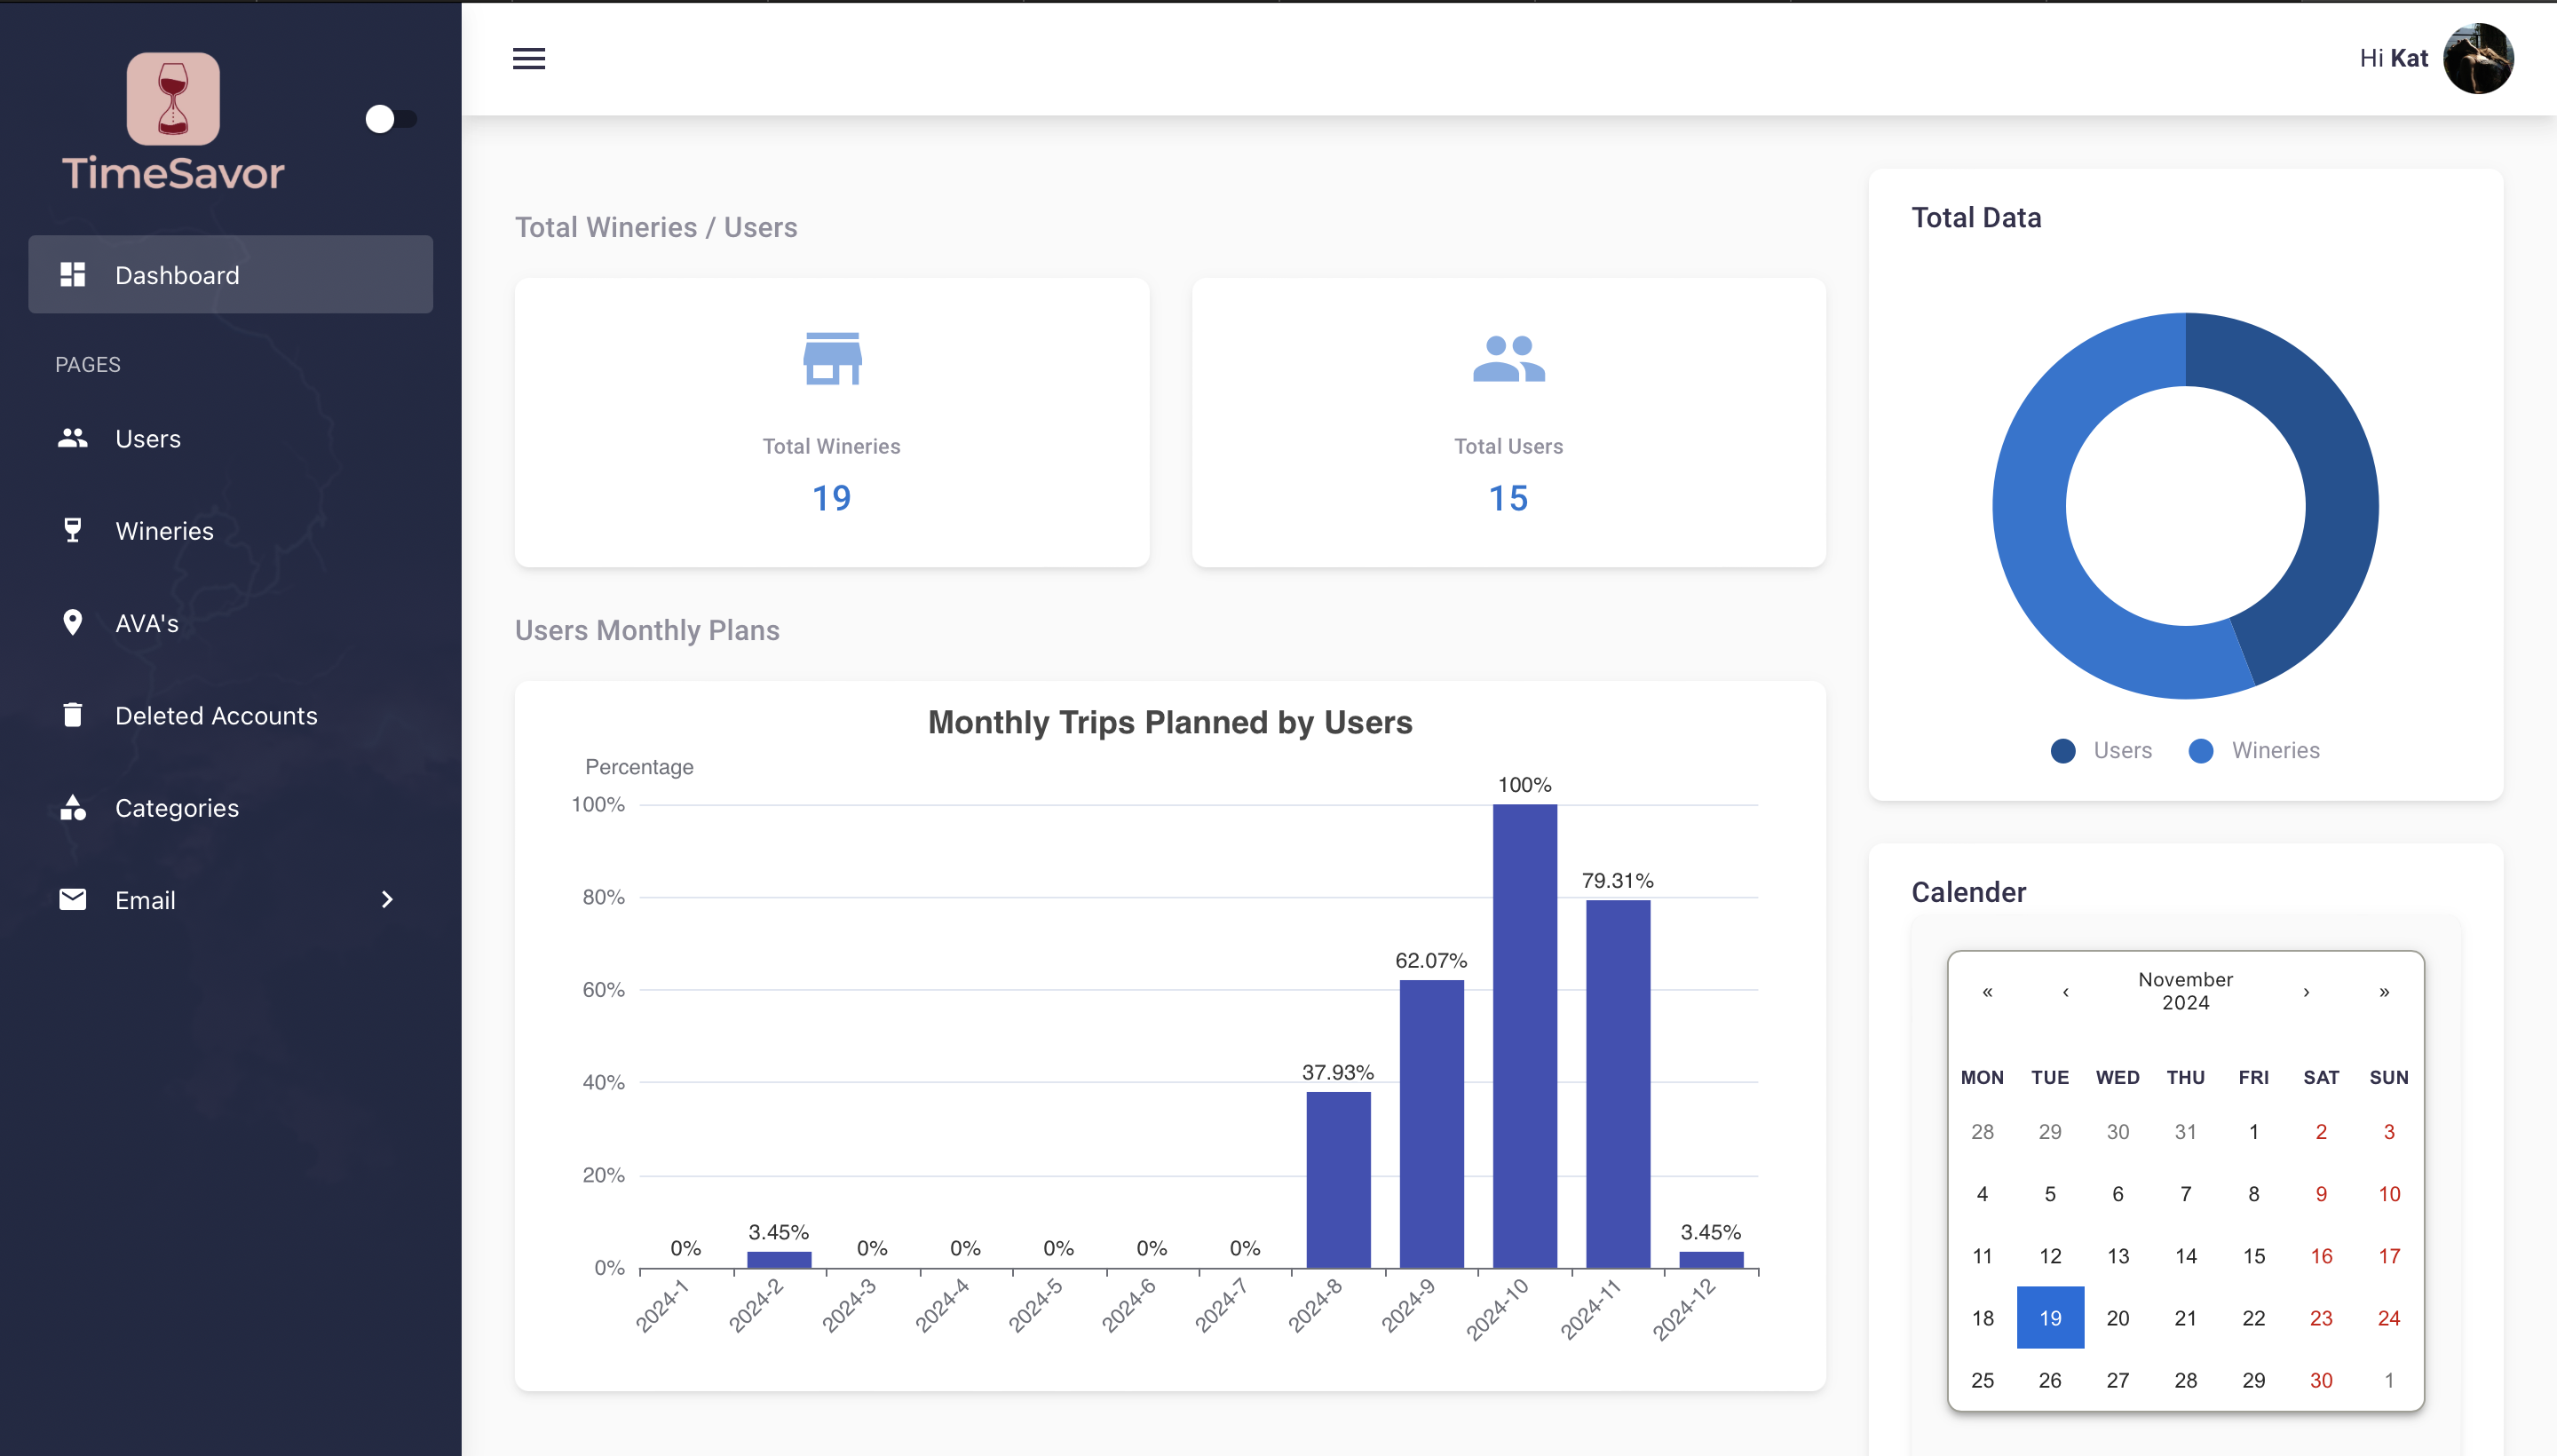 TimeSavor
Dashboard
PAGES
Users
Wineries
AVA's
Deleted Accounts
Categories
Email
Hi Kat
Total Wineries / Users
Total Wineries
19
Total Users
15
Users Monthly Plans
Monthly Trips Planned by Users
Percentage
100%
80%
60%
40%
20%
0%
0%
3.45%
0%
0%
0%
0%
0%
37.93%
62.07%
100%
79.31%
3.45%
2024-1
2024-2
2024-3
2024-4
2024-5
2024-6
2024-7
2024-8
2024-9
2024-10
2024-11
2024-12
Total Data
Users
Wineries
Calender
« ‹ November › »
2024
MON TUE WED THU FRI SAT SUN
28 29 30 31 1 2 3
4 5 6 7 8 9 10
11 12 13 14 15 16 17
18 19 20 21 22 23 24
25 26 27 28 29 30 1